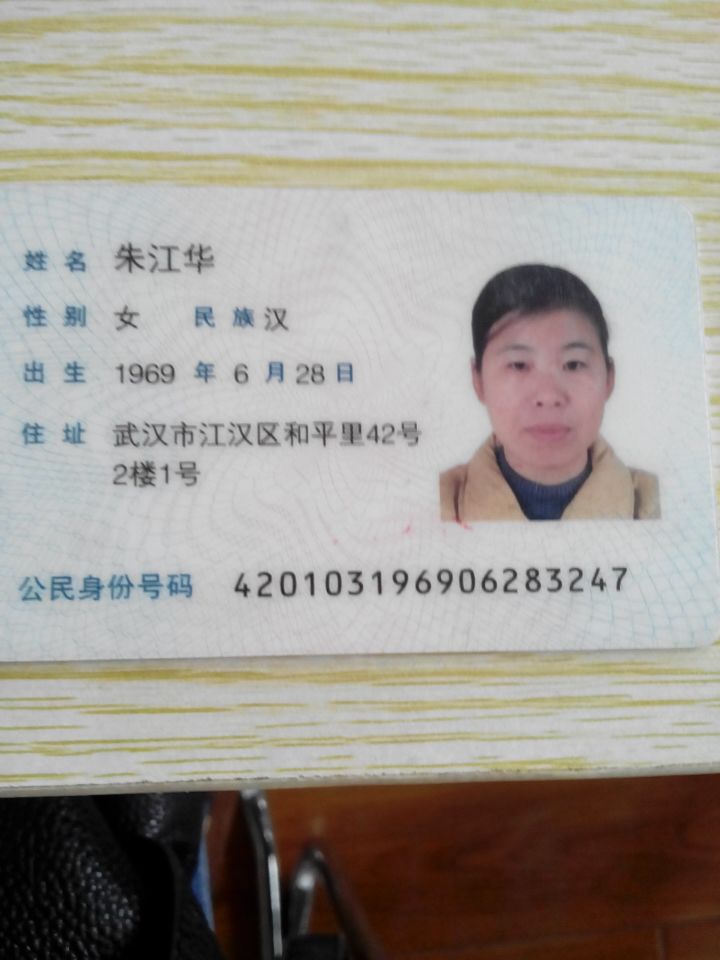 姓名 朱江华
性别 女 民族 汉
出生 1969 年 6 月 28 日
住址 武汉市江汉区和平里42号
2楼1号
公民身份号码 420103196906283247